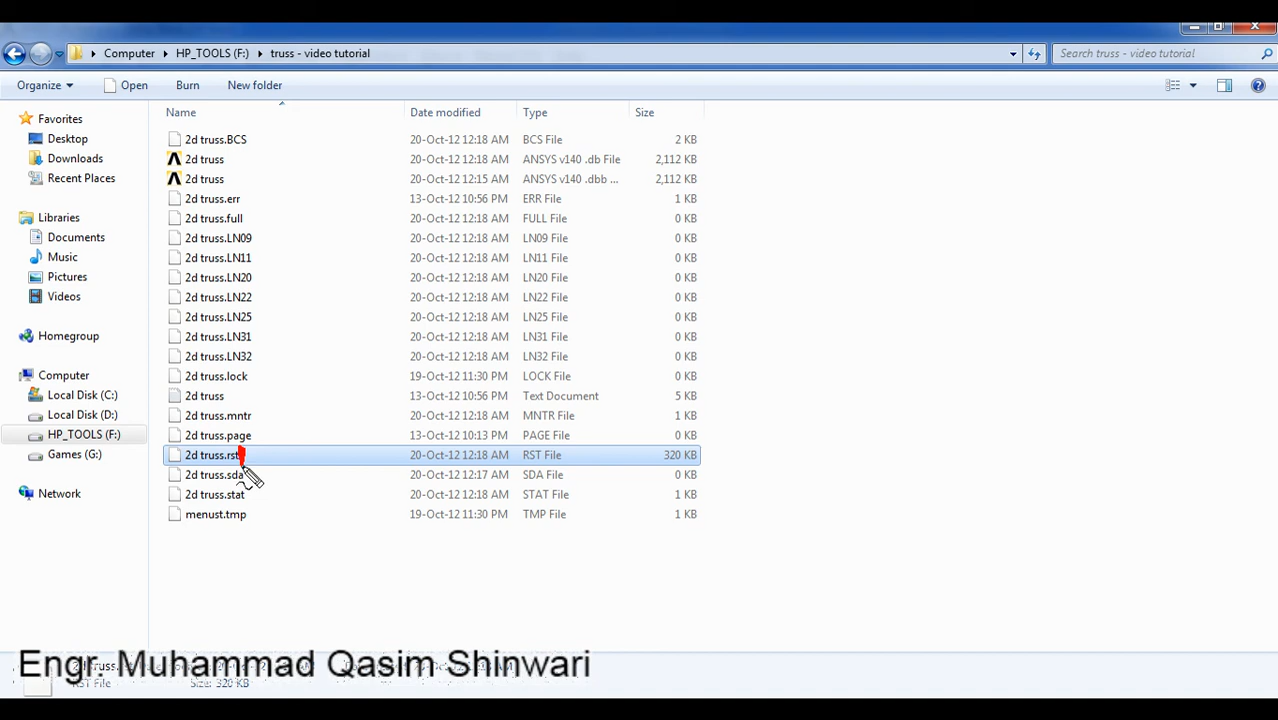 Computer HP_TOOLS (F:) truss - video tutorial Search truss - video tutorial
Organize Open Burn New folder
Name Date modified Type Size
Favorites
Desktop
Downloads
Recent Places
Libraries
Documents
Music
Pictures
Videos
Homegroup
Computer
Local Disk (C:)
Local Disk (D:)
HP_TOOLS (F:)
Games (G:)
Network
2d truss.BCS 20-Oct-12 12:18 AM BCS File 2 KB
2d truss 20-Oct-12 12:18 AM ANSYS v140 .db File 2,112 KB
2d truss 20-Oct-12 12:15 AM ANSYS v140 .dbb ... 2,112 KB
2d truss.err 13-Oct-12 10:56 PM ERR File 1 KB
2d truss.full 20-Oct-12 12:18 AM FULL File 0 KB
2d truss.LN09 20-Oct-12 12:18 AM LN09 File 0 KB
2d truss.LN11 20-Oct-12 12:18 AM LN11 File 0 KB
2d truss.LN20 20-Oct-12 12:18 AM LN20 File 0 KB
2d truss.LN22 20-Oct-12 12:18 AM LN22 File 0 KB
2d truss.LN25 20-Oct-12 12:18 AM LN25 File 0 KB
2d truss.LN31 20-Oct-12 12:18 AM LN31 File 0 KB
2d truss.LN32 20-Oct-12 12:18 AM LN32 File 0 KB
2d truss.lock 19-Oct-12 11:30 PM LOCK File 0 KB
2d truss 13-Oct-12 10:56 PM Text Document 5 KB
2d truss.mntr 20-Oct-12 12:18 AM MNTR File 0 KB
2d truss.page 13-Oct-12 10:13 PM PAGE File 0 KB
2d truss.rst 20-Oct-12 12:18 AM RST File 320 KB
2d truss.sda 20-Oct-12 12:17 AM SDA File 0 KB
2d truss.stat 20-Oct-12 12:18 AM STAT File 1 KB
menust.tmp 19-Oct-12 11:30 PM TMP File 1 KB
Engr. Muhammad Qasim Shinwari
RST File Size: 320 KB